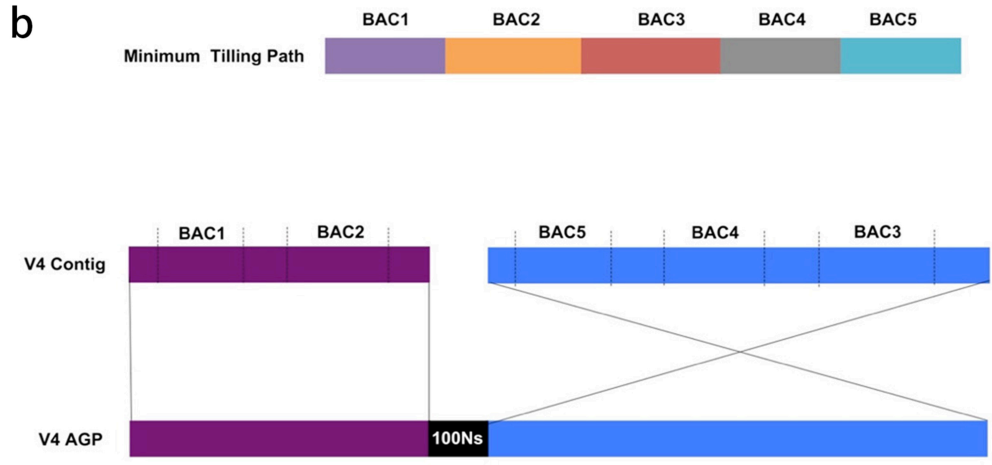 b
BAC1 BAC2 BAC3 BAC4 BAC5
Minimum Tilling Path
BAC1 BAC2 BAC5 BAC4 BAC3
V4 Contig
V4 AGP 100Ns